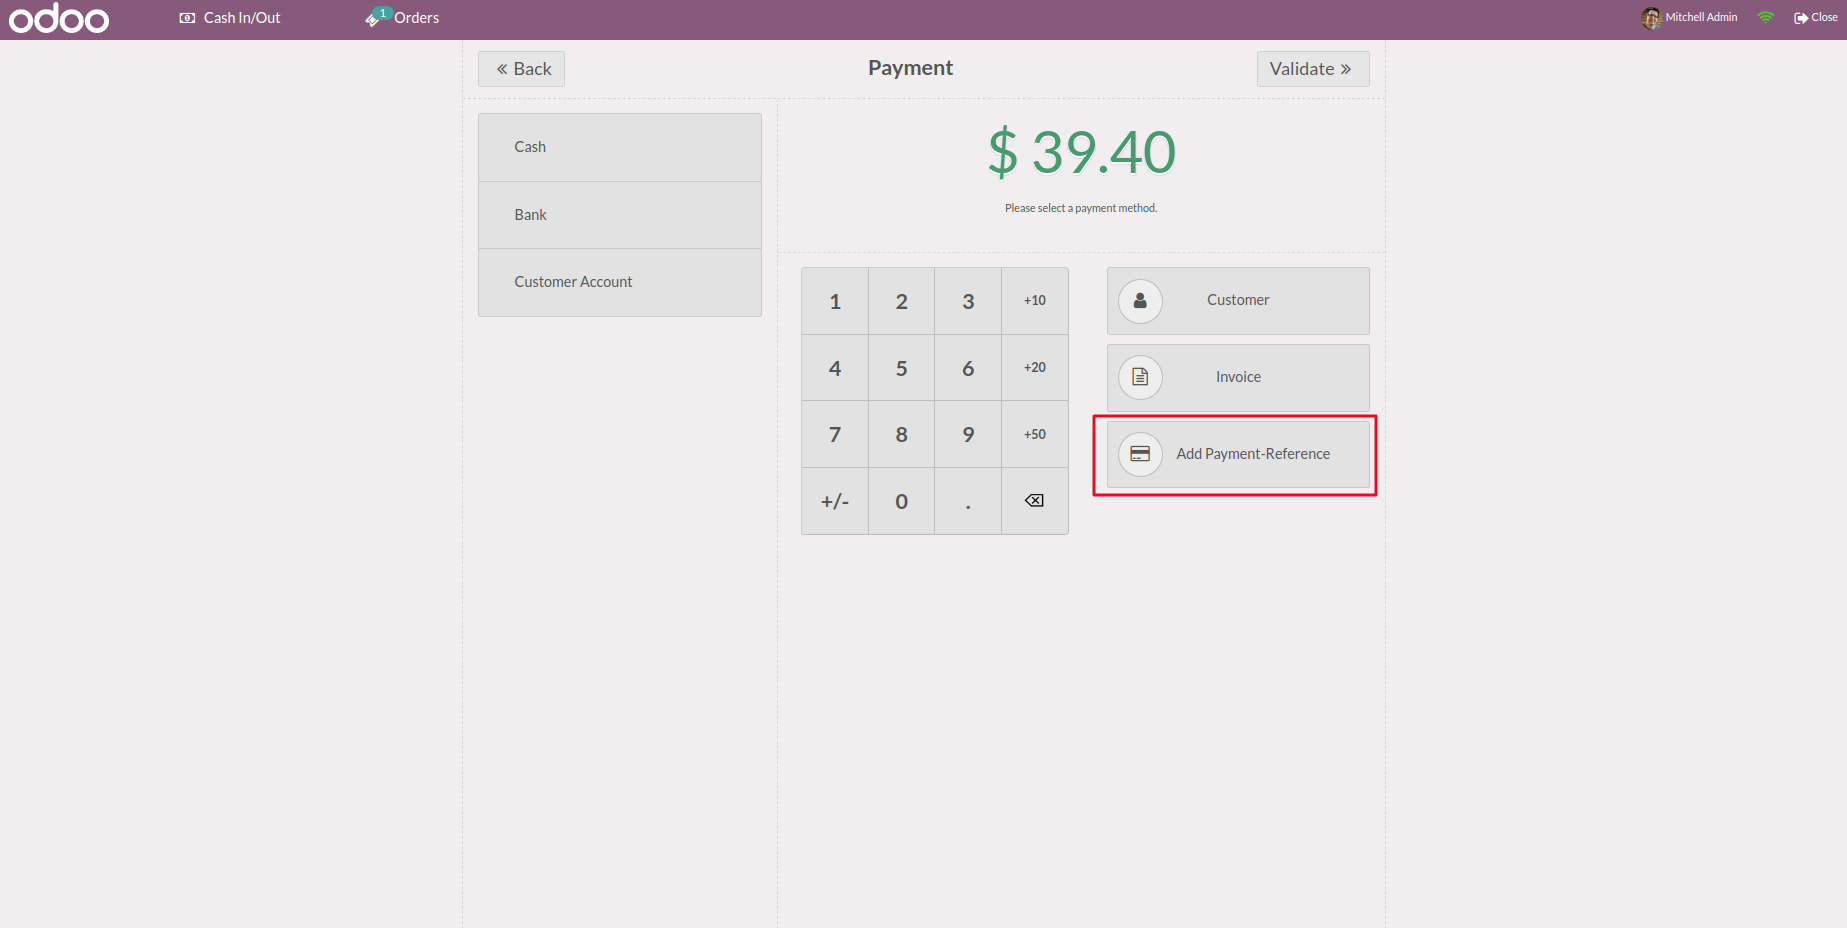 odoo
Cash In/Out
1
Orders
Mitchell Admin
Close
Back
Payment
Validate
Cash
Bank
Customer Account
$ 39.40
Please select a payment method.
1 2 3 +10
4 5 6 +20
7 8 9 +50
+/- 0 .
Customer
Invoice
Add Payment-Reference